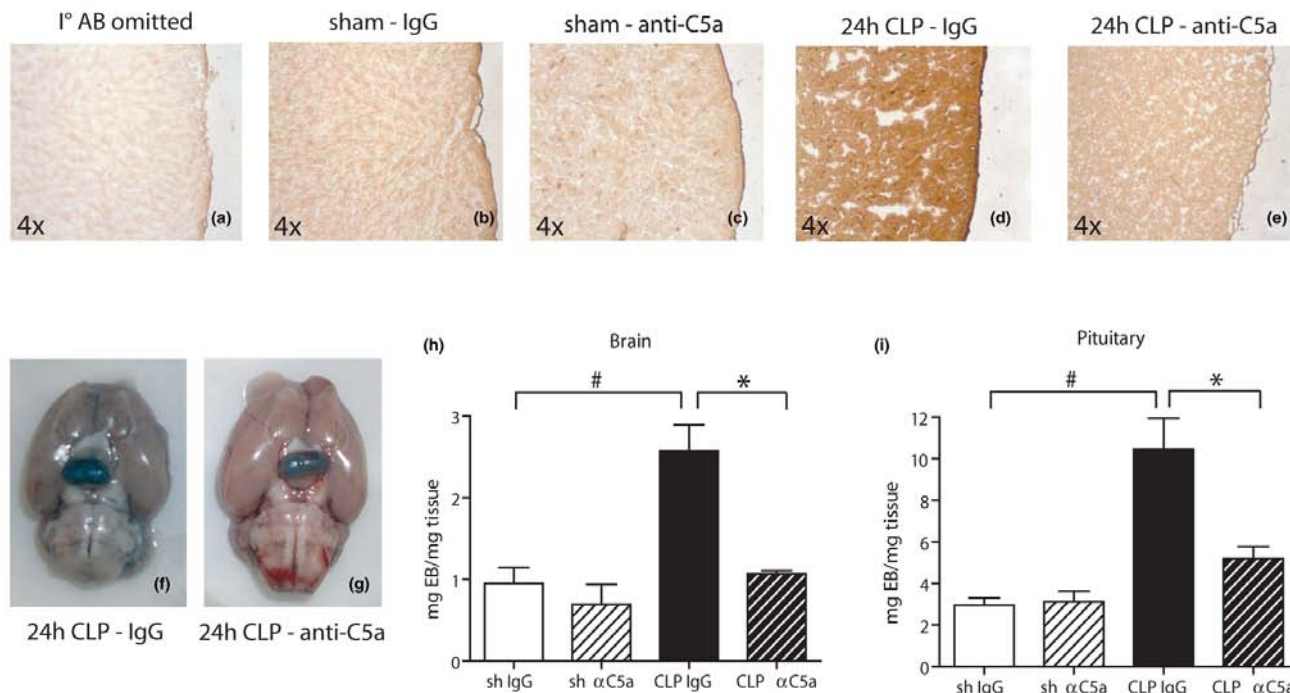 I° AB omitted
sham - IgG
sham - anti-C5a
24h CLP - IgG
24h CLP - anti-C5a
4x
(a)
4x
(b)
4x
(c)
4x
(d)
4x
(e)
(f)
(g)
24h CLP - IgG
24h CLP - anti-C5a
(h)
Brain
#
*
mg EB/mg tissue
3
2
1
0
sh IgG
sh αC5a
CLP IgG
CLP αC5a
(i)
Pituitary
#
*
mg EB/mg tissue
12
10
8
6
4
2
0
sh IgG
sh αC5a
CLP IgG
CLP αC5a